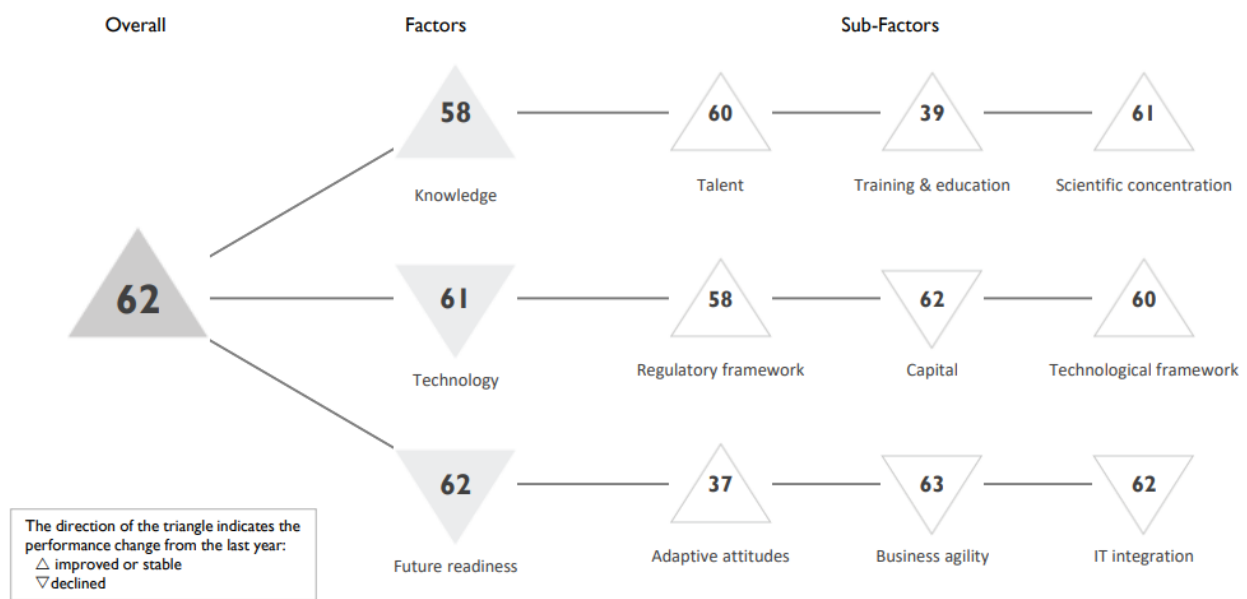 Overall
Factors
Sub-Factors
58
60
39
61
Knowledge
Talent
Training & education
Scientific concentration
62
61
58
62
60
Technology
Regulatory framework
Capital
Technological framework
62
37
63
62
Future readiness
Adaptive attitudes
Business agility
IT integration
The direction of the triangle indicates the
performance change from the last year:
△ improved or stable
▽ declined